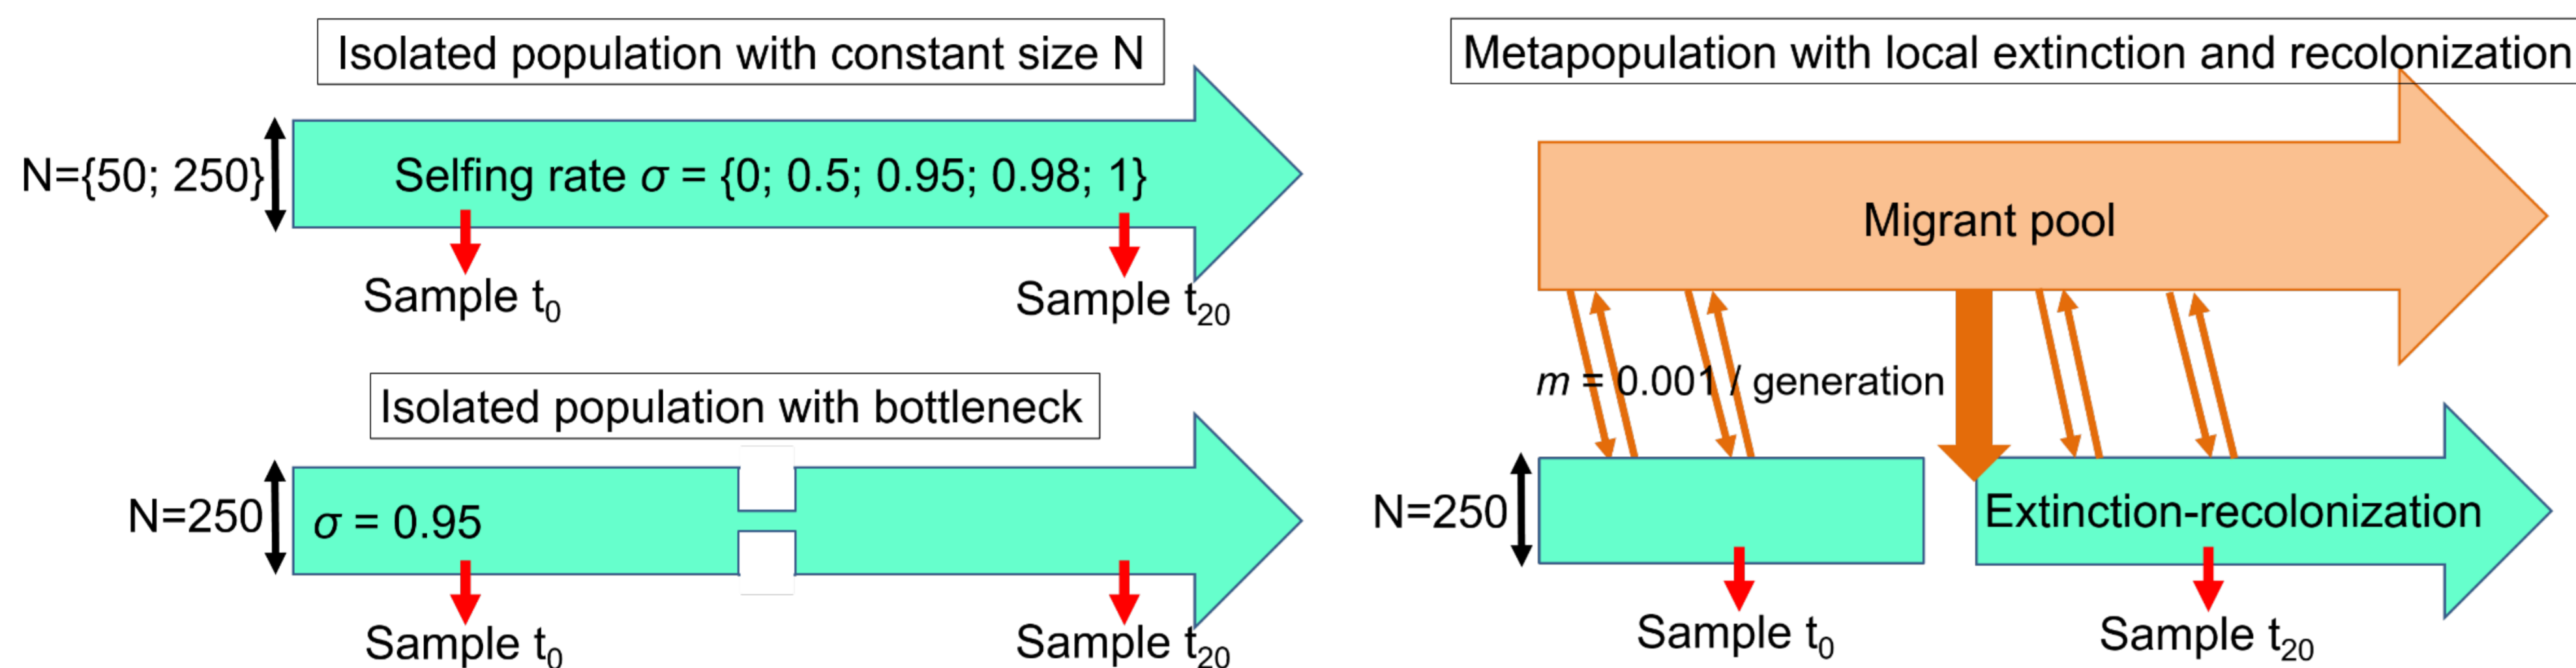 Isolated population with constant size N
N={50; 250}
Selfing rate σ = {0; 0.5; 0.95; 0.98; 1}
Sample t0
Sample t20
Isolated population with bottleneck
N=250
σ = 0.95
Sample t0
Sample t20
Metapopulation with local extinction and recolonization
Migrant pool
m = 0.001 / generation
N=250
Extinction-recolonization
Sample t0
Sample t20